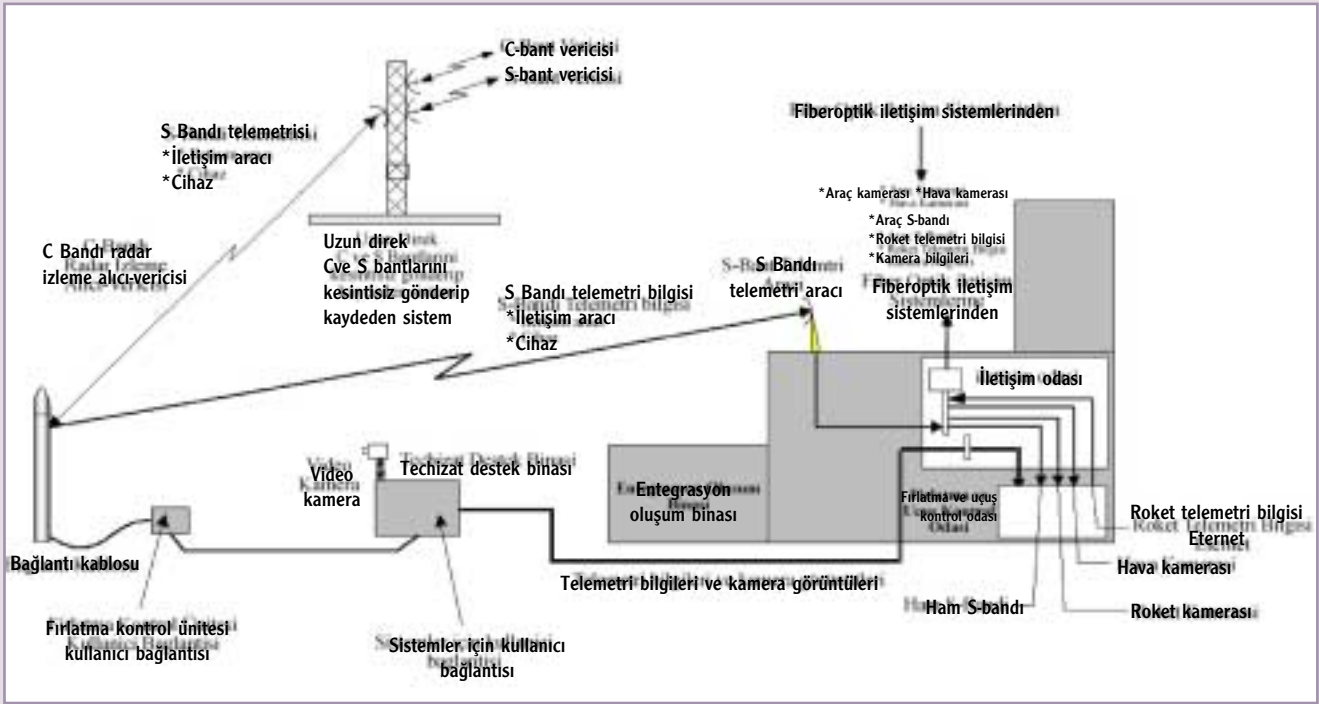 C-bant vericisi
S-bant vericisi
Fiberoptik iletişim sistemlerinden
S Bandı telemetrisi
*İletişim aracı
*Cihaz
*Araç kamerası *Hava kamerası
*Araç S-bandı
*Roket telemetri bilgisi
*Kamera bilgileri
C Bandı radar
izleme alıcı-vericisi
Uzun direk
Cve S bantlarını
kesintisiz gönderip
kaydeden sistem
S Bandı
telemetri aracı
Fiberoptik iletişim
sistemlerinden
S Bandı telemetri bilgisi
*İletişim aracı
*Cihaz
İletişim odası
Video
kamera
Techizat destek binası
Entegrasyon
oluşum binası
Fırlatma ve uçuş
kontrol odası
Roket telemetri bilgisi
Eternet
Bağlantı kablosu
Telemetri bilgileri ve kamera görüntüleri
Hava kamerası
Ham S-bandı
Roket kamerası
Fırlatma kontrol ünitesi
kullanıcı bağlantısı
Sistemler için kullanıcı
bağlantısı